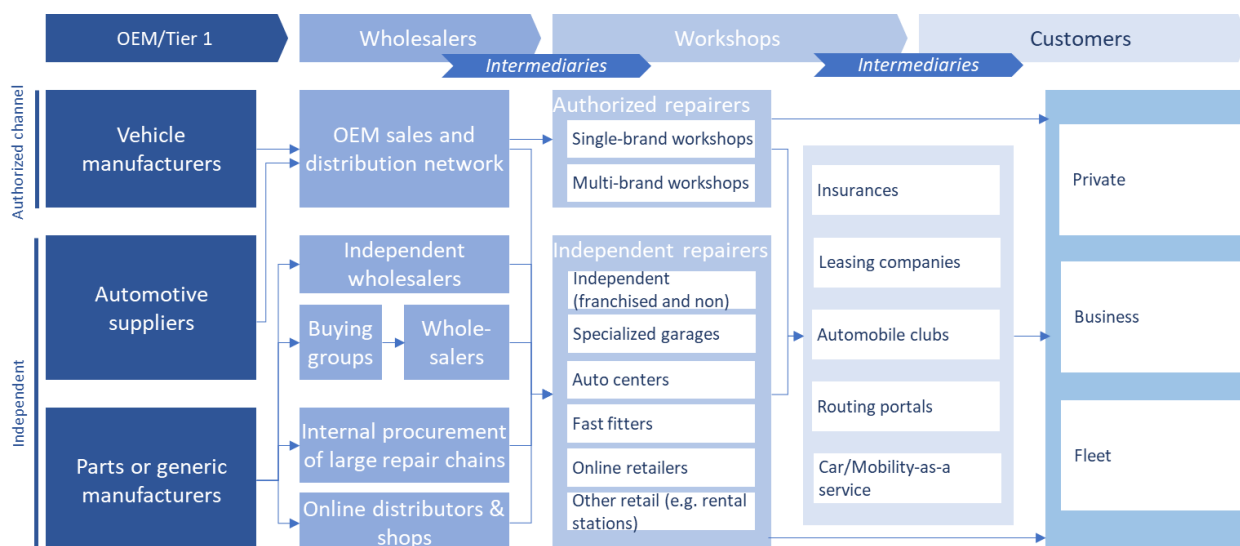 OEM/Tier 1
Wholesalers
Workshops
Customers
Intermediaries
Intermediaries
Authorized channel
Vehicle
manufacturers
OEM sales and
distribution network
Authorized repairers
Single-brand workshops
Multi-brand workshops
Independent
Automotive
suppliers
Parts or generic
manufacturers
Independent
wholesalers
Buying
groups
Whole-
salers
Internal procurement
of large repair chains
Online distributors &
shops
Independent repairers
Independent
(franchised and non)
Specialized garages
Auto centers
Fast fitters
Online retailers
Other retail (e.g. rental
stations)
Insurances
Leasing companies
Automobile clubs
Routing portals
Car/Mobility-as-a
service
Private
Business
Fleet